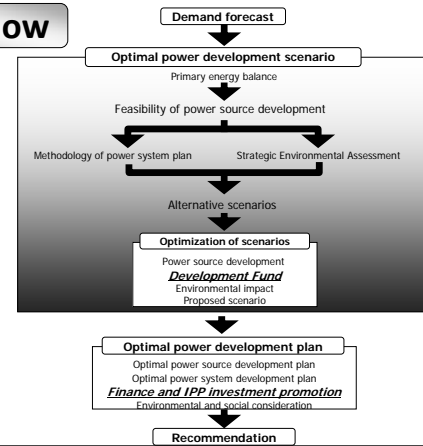 ow
Demand forecast
Optimal power development scenario
Primary energy balance
Feasibility of power source development
Methodology of power system plan
Strategic Environmental Assessment
Alternative scenarios
Optimization of scenarios
Power source development
Development Fund
Environmental impact
Proposed scenario
Optimal power development plan
Optimal power source development plan
Optimal power system development plan
Finance and IPP investment promotion
Environmental and social consideration
Recommendation